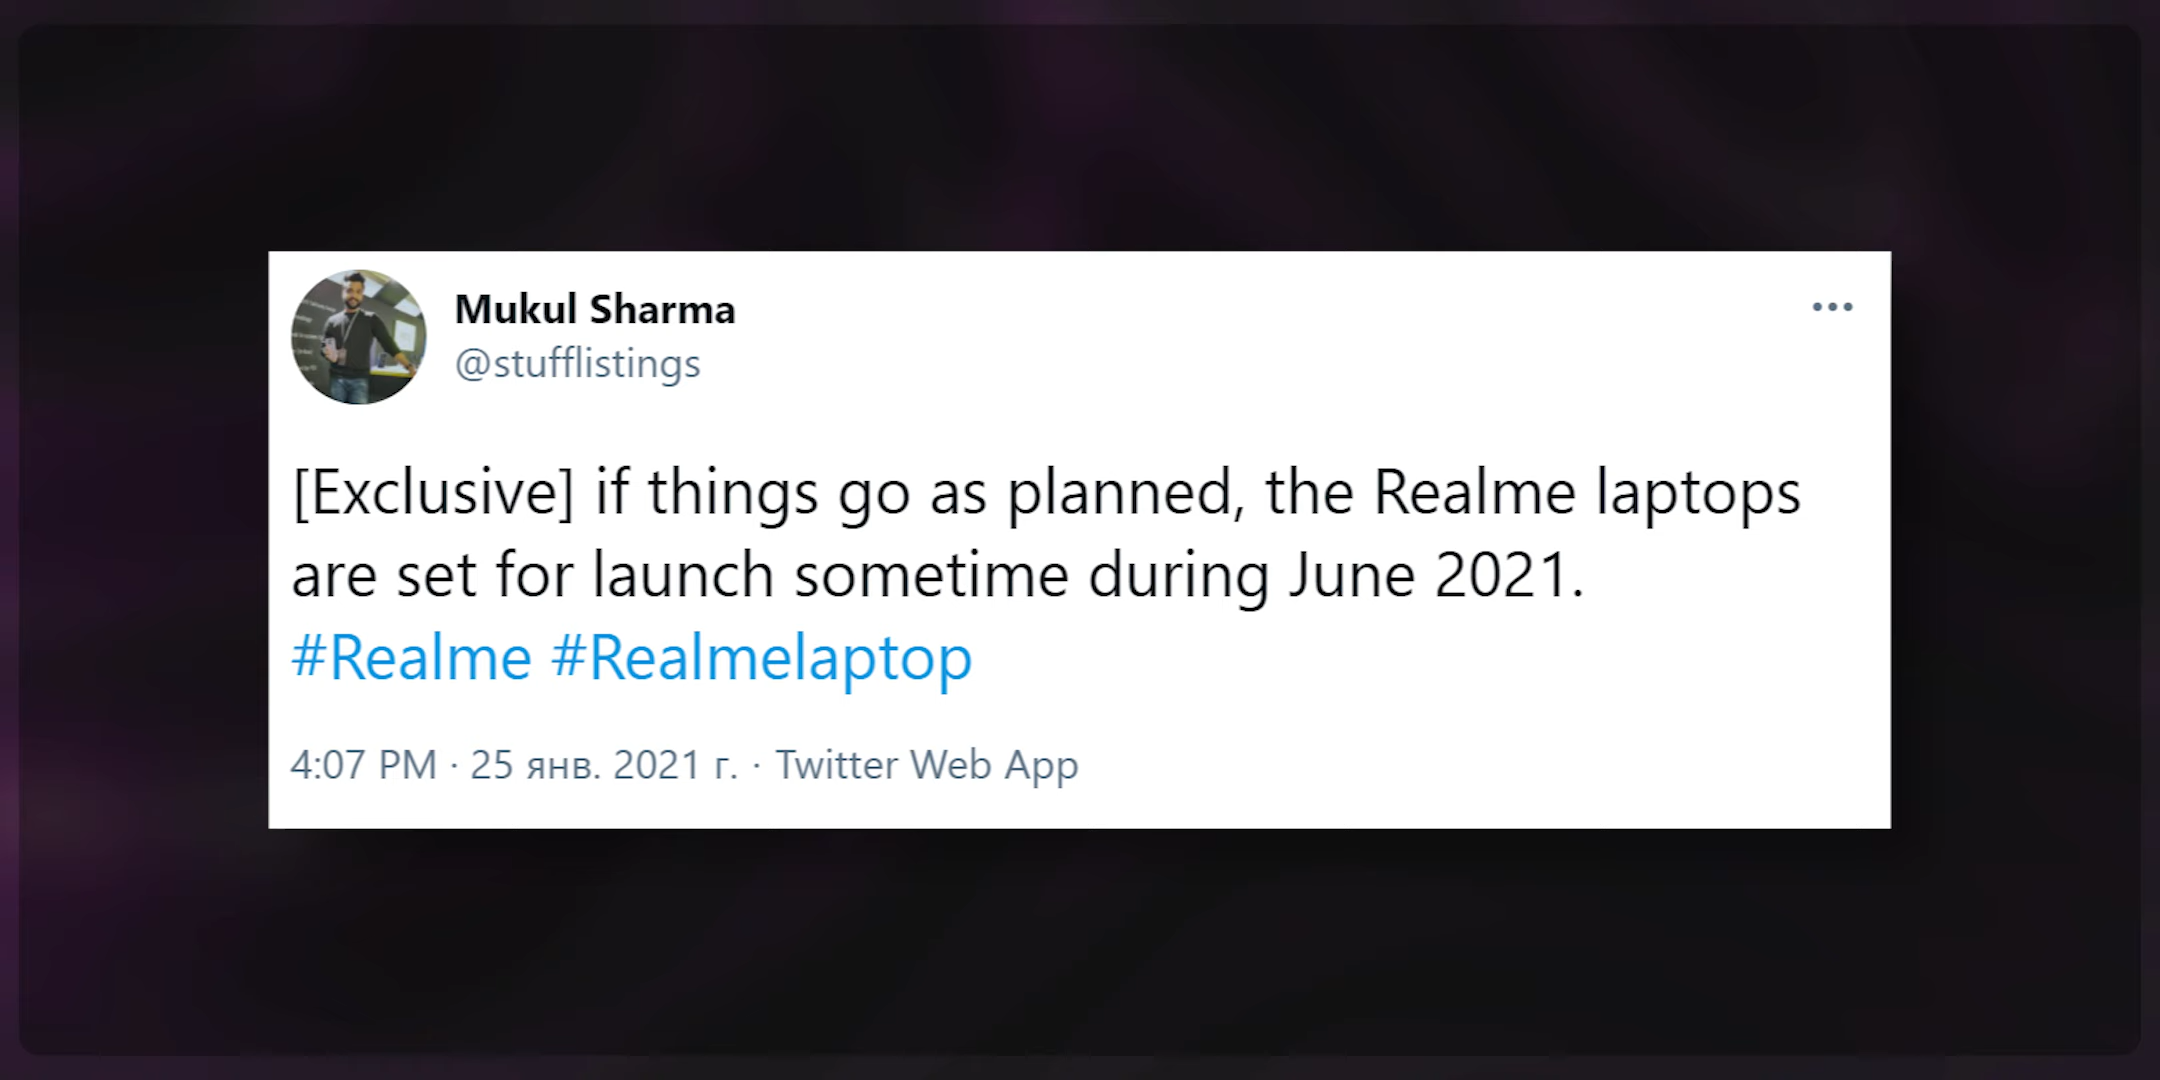 Mukul Sharma
@stufflistings
[Exclusive] if things go as planned, the Realme laptops
are set for launch sometime during June 2021.
#Realme #Realmelaptop
4:07 PM · 25 янв. 2021 г. · Twitter Web App